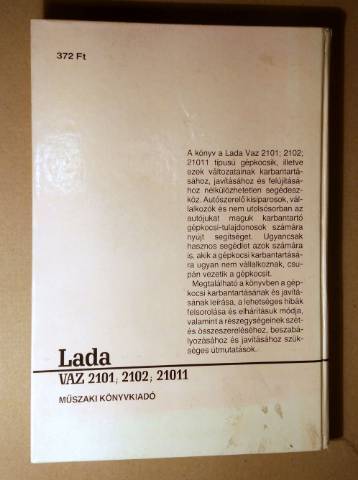 372 Ft
A könyv a Lada Vaz 2101; 2102;
21011 típusú gépkocsik, illetve
ezek változatainak karbantartá-
sához, javításához és felújításá-
hoz nélkülözhetetlen segédesz-
köz. Autószerelő kisiparosok, vál-
lalkozók és nem utolsósorban az
autójukat maguk karbantartó
gépkocsi-tulajdonosok számára
nyújt segítséget. Ugyancsak
hasznos segédlet azok számára
is, akik a gépkocsi karbantartásá-
ra ugyan nem vállalkoznak, csu-
pán vezetik a gépkocsit.
Megtalálható a könyvben a gép-
kocsi karbantartásának és javítá-
sának leírása, a lehetséges hibák
felsorolása és elhárításuk módja,
valamint a részegységeinek szét-
és összeszereléséhez, beszabá-
lyozásához és javításához szük-
séges útmutatások.
Lada
VAZ 2101; 2102; 21011
MŰSZAKI KÖNYVKIADÓ